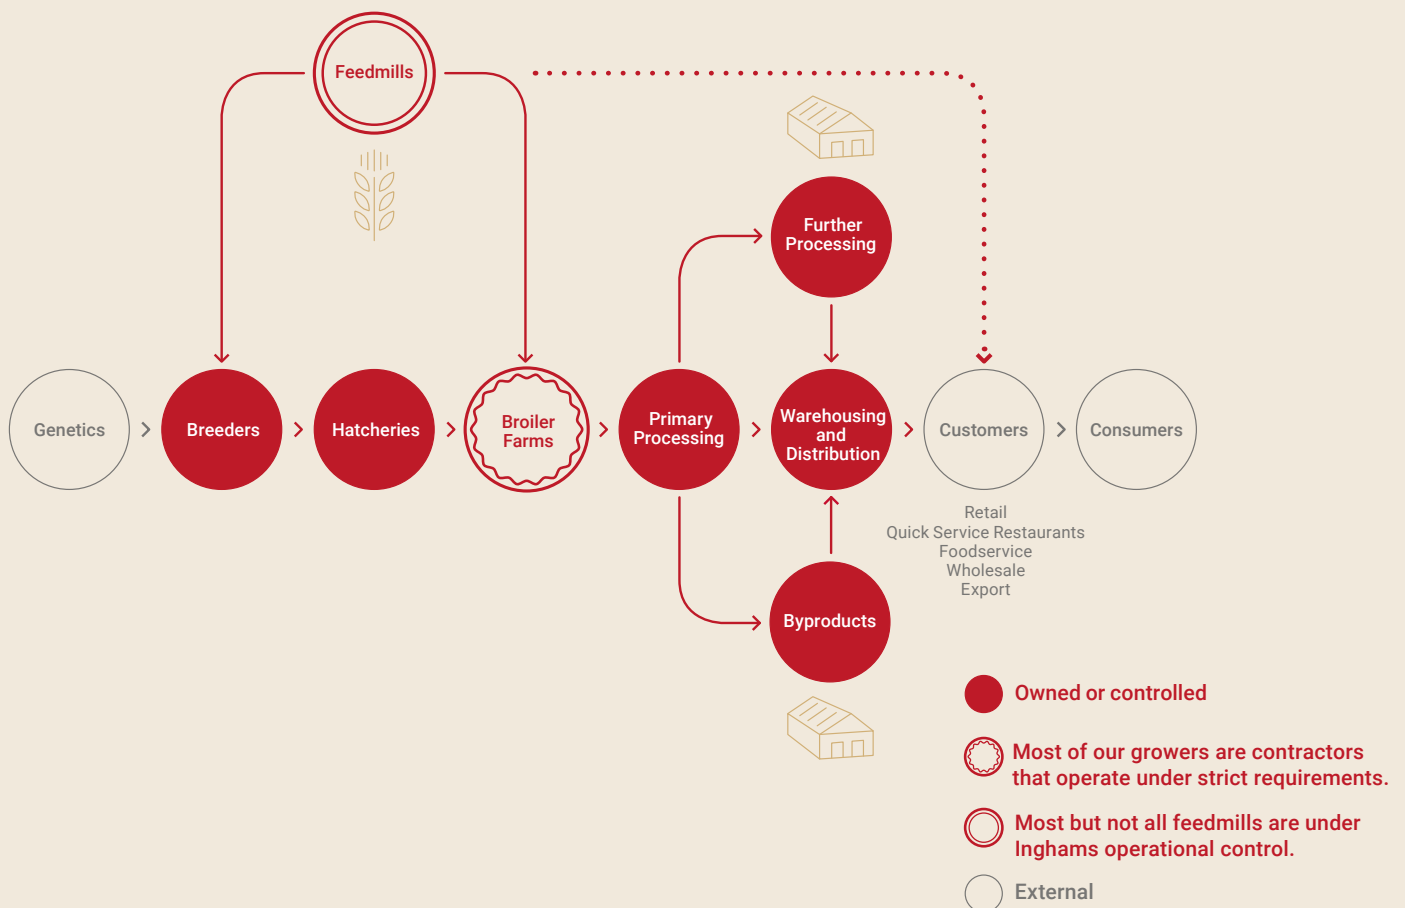 Feedmills
Further
Processing
Genetics
Breeders
Hatcheries
Broiler
Farms
Primary
Processing
Warehousing
and
Distribution
Customers
Consumers
Retail
Quick Service Restaurants
Foodservice
Wholesale
Export
Byproducts
Owned or controlled
Most of our growers are contractors
that operate under strict requirements.
Most but not all feedmills are under
Inghams operational control.
External